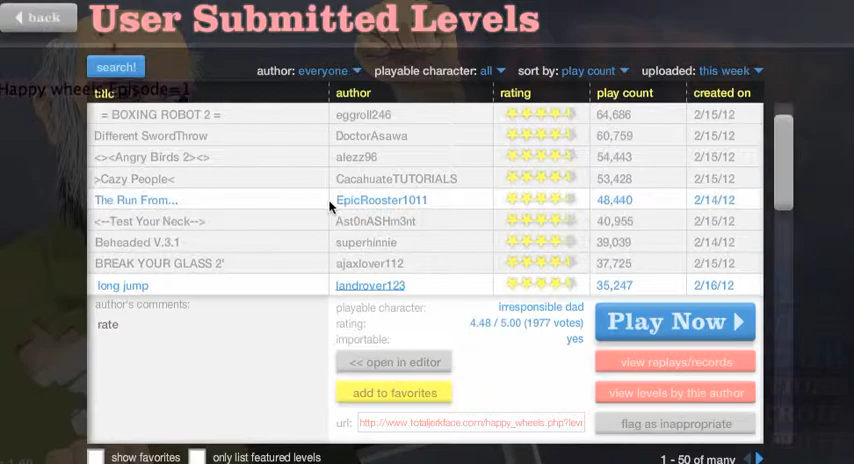 back
User Submitted Levels
search!
author: everyone playable character: all sort by: play count uploaded: this week
Happy wheels Episode=1
title author rating play count created on
= BOXING ROBOT 2 = eggroll246 64,686 2/15/12
Different SwordThrow DoctorAsawa 60,759 2/15/12
<><Angry Birds 2><> alezz96 54,443 2/15/12
>Cazy People< CacahuateTUTORIALS 53,428 2/15/12
The Run From... EpicRooster1011 48,440 2/14/12
<--Test Your Neck--> Ast0nASHm3nt 40,955 2/15/12
Beheaded V.3.1 superhinnie 39,039 2/14/12
BREAK YOUR GLASS 2' ajaxlover112 37,725 2/15/12
long jump landrover123 35,247 2/16/12
author's comments:
rate
playable character: irresponsible dad
rating: 4.48 / 5.00 (1977 votes)
importable: yes
<< open in editor
add to favorites
url: http://www.totaljerkface.com/happy_wheels.php?leve
Play Now
view replays/records
view levels by this author
flag as inappropriate
show favorites only list featured levels 1 - 50 of many